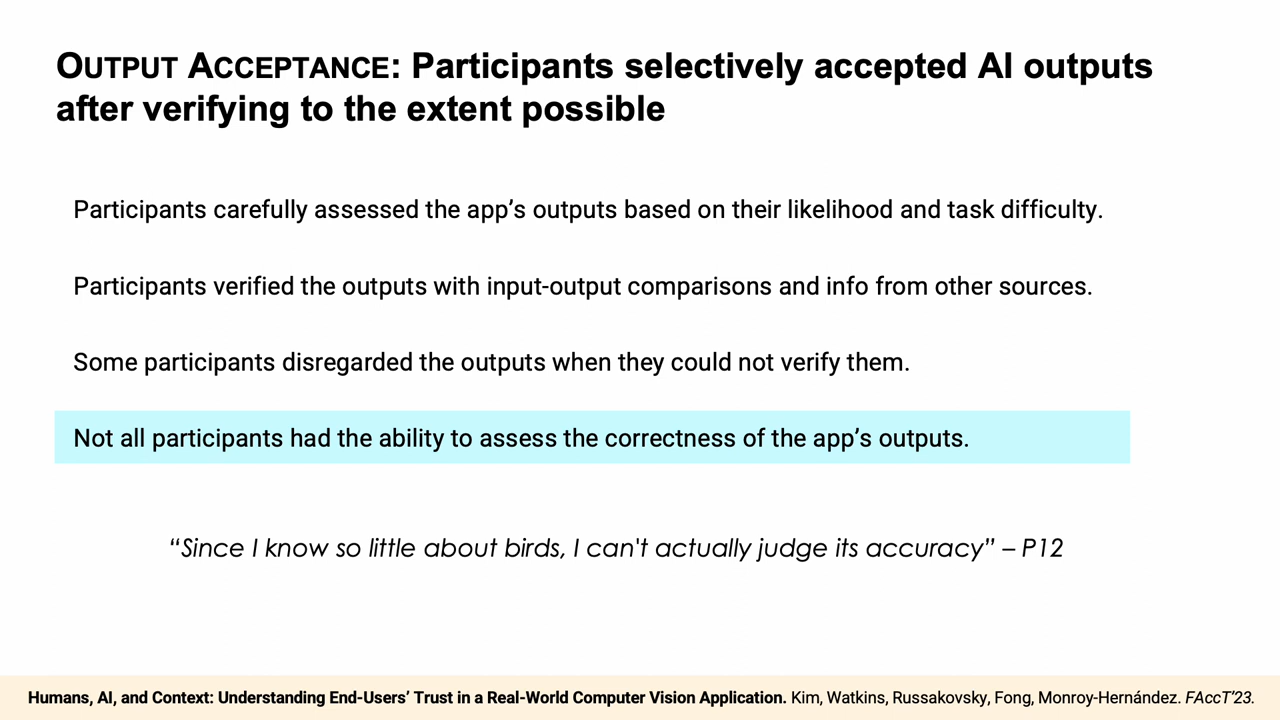 OUTPUT ACCEPTANCE: Participants selectively accepted AI outputs
after verifying to the extent possible
Participants carefully assessed the app’s outputs based on their likelihood and task difficulty.
Participants verified the outputs with input-output comparisons and info from other sources.
Some participants disregarded the outputs when they could not verify them.
Not all participants had the ability to assess the correctness of the app’s outputs.
“Since I know so little about birds, I can't actually judge its accuracy” – P12
Humans, AI, and Context: Understanding End-Users’ Trust in a Real-World Computer Vision Application. Kim, Watkins, Russakovsky, Fong, Monroy-Hernández. FAccT’23.